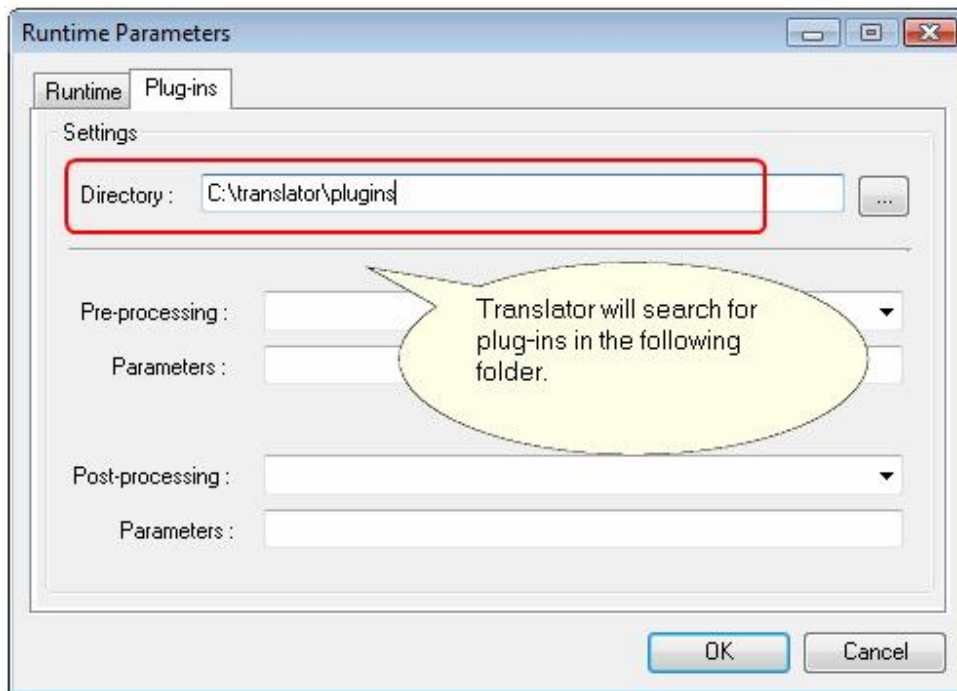 Runtime Parameters
Runtime
Plug-ins
Settings
Directory :
C:\translator\plugins
...
Translator will search for
plug-ins in the following
folder.
Pre-processing :
Parameters :
Post-processing :
Parameters :
OK
Cancel